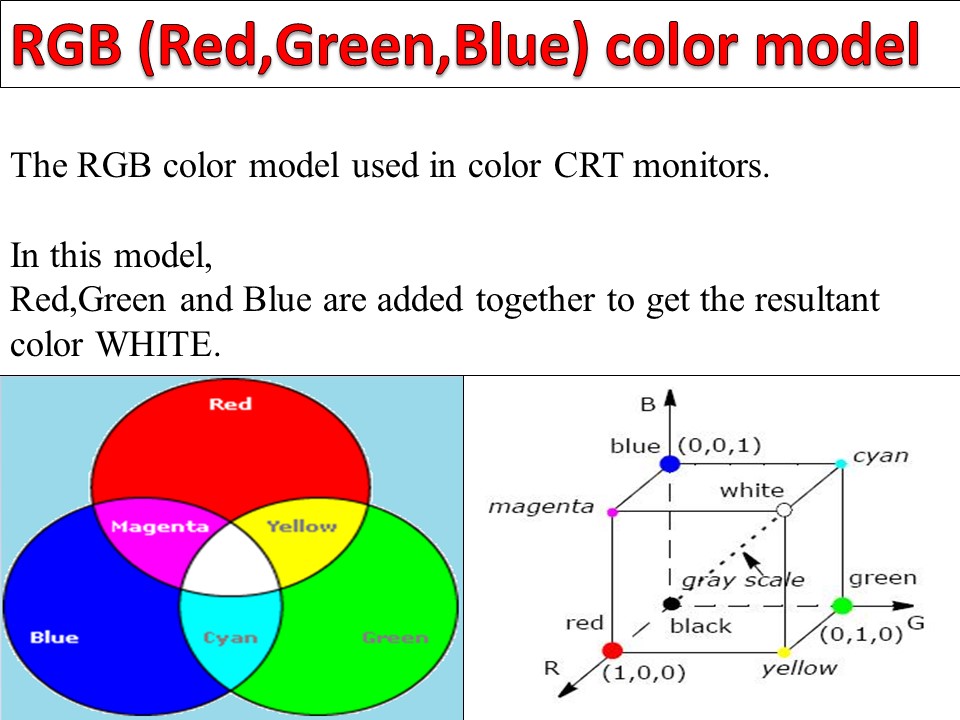 RGB (Red,Green,Blue) color model
The RGB color model used in color CRT monitors.
In this model,
Red,Green and Blue are added together to get the resultant
color WHITE.
Red
Magenta
Yellow
Blue
Cyan
Green
B
blue
(0,0,1)
cyan
magenta
white
gray scale
green
red
black
G
(0,1,0)
R
(1,0,0)
yellow